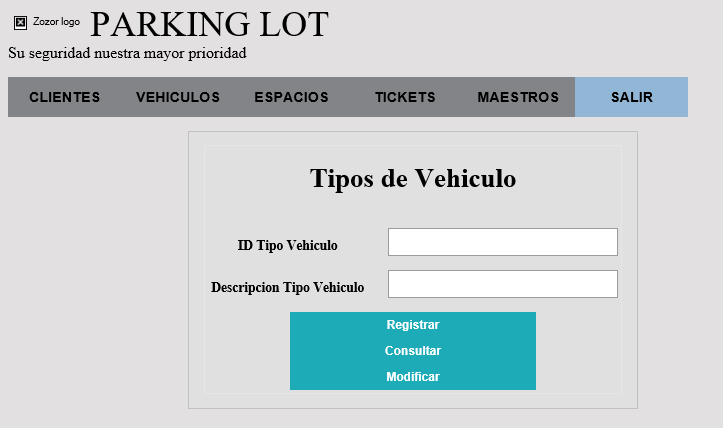 Zozor logo PARKING LOT
Su seguridad nuestra mayor prioridad
CLIENTES VEHICULOS ESPACIOS TICKETS MAESTROS SALIR
Tipos de Vehiculo
ID Tipo Vehiculo
Descripcion Tipo Vehiculo
Registrar
Consultar
Modificar